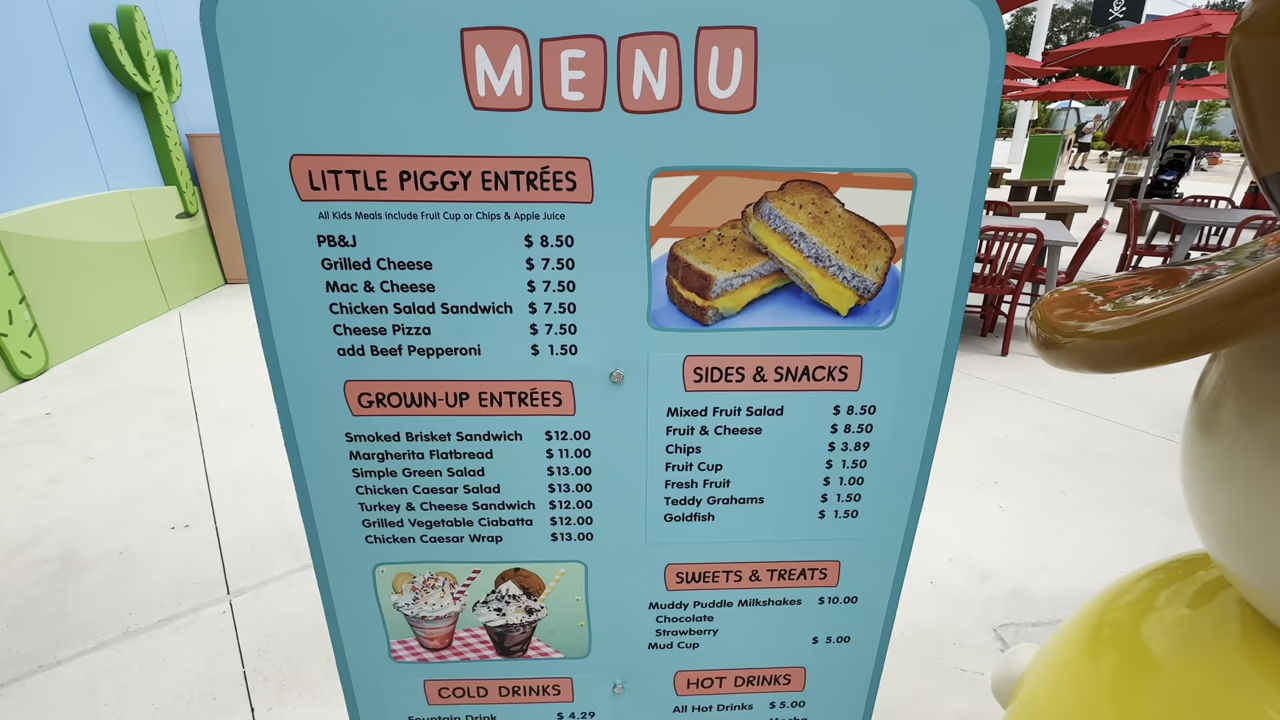 MENU
LITTLE PIGGY ENTRÉES
All Kids Meals Include Fruit Cup or Chips & Apple Juice
PB&J $ 8.50
Grilled Cheese $ 7.50
Mac & Cheese $ 7.50
Chicken Salad Sandwich $ 7.50
Cheese Pizza $ 7.50
add Beef Pepperoni $ 1.50
GROWN-UP ENTRÉES
Smoked Brisket Sandwich $12.00
Margherita Flatbread $ 11.00
Simple Green Salad $13.00
Chicken Caesar Salad $13.00
Turkey & Cheese Sandwich $12.00
Grilled Vegetable Ciabatta $12.00
Chicken Caesar Wrap $13.00
COLD DRINKS
Fountain Drink $ 4.29
SIDES & SNACKS
Mixed Fruit Salad $ 8.50
Fruit & Cheese $ 8.50
Chips $ 3.89
Fruit Cup $ 1.50
Fresh Fruit $ 1.00
Teddy Grahams $ 1.50
Goldfish $ 1.50
SWEETS & TREATS
Muddy Puddle Milkshakes $10.00
Chocolate
Strawberry
Mud Cup $ 5.00
HOT DRINKS
All Hot Drinks $ 5.00
Mocha